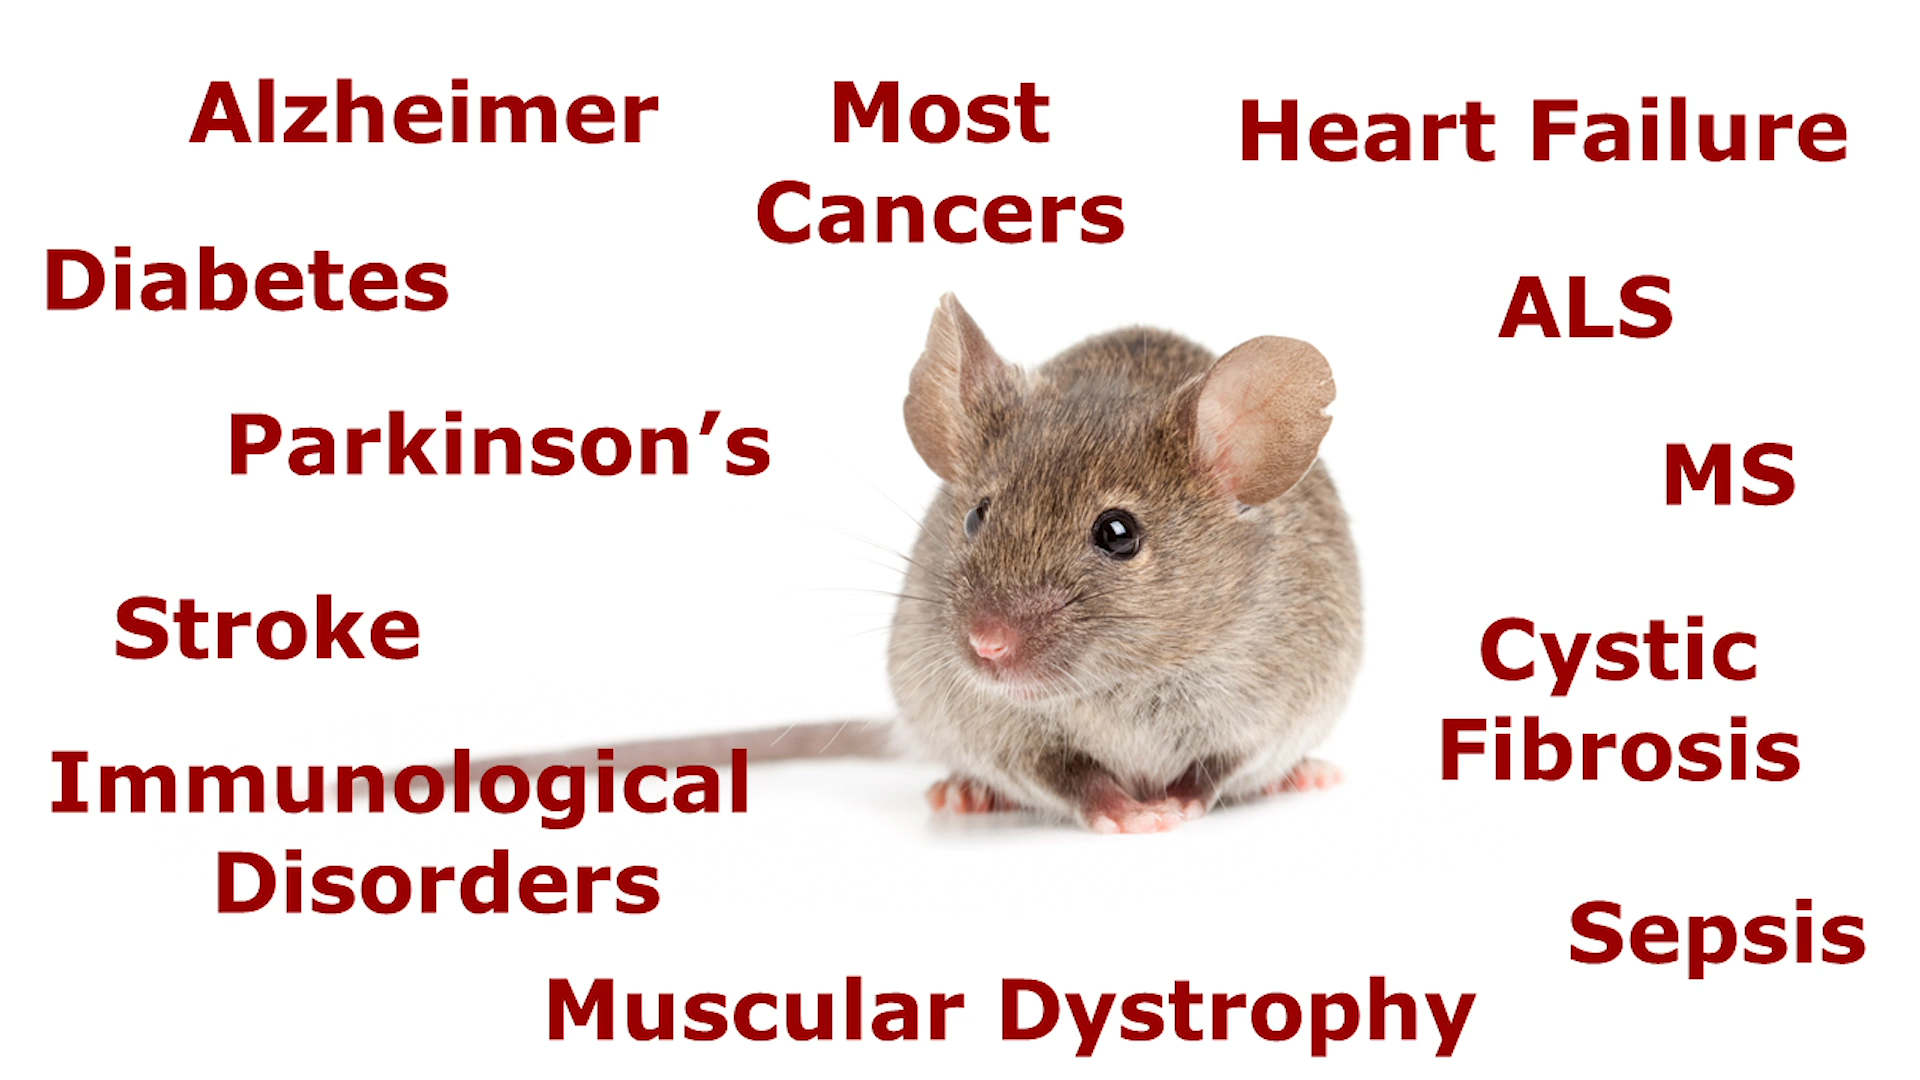 Alzheimer
Most
Cancers
Heart Failure
Diabetes
ALS
Parkinson’s
MS
Stroke
Cystic
Fibrosis
Immunological
Disorders
Sepsis
Muscular Dystrophy